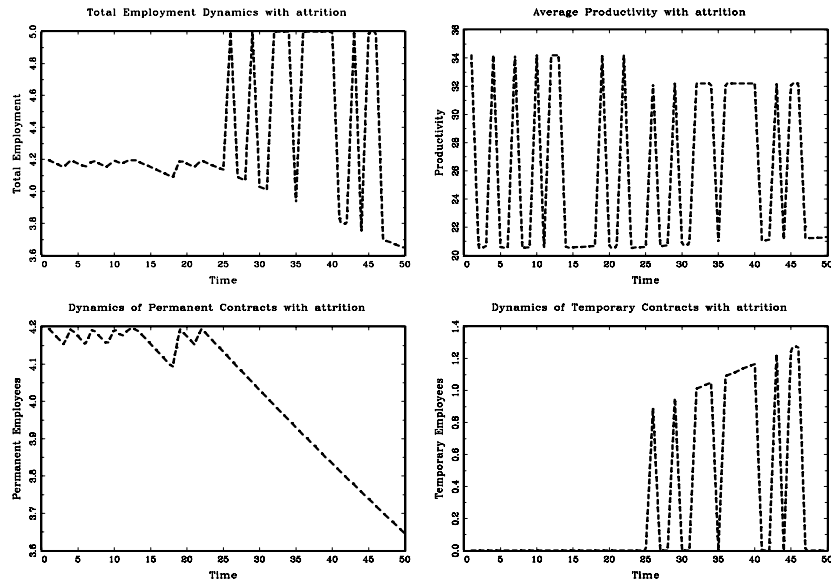 Total Employment Dynamics with attrition
Total Employment
5.0
4.8
4.6
4.4
4.2
4.0
3.8
3.6
0 5 10 15 20 25 30 35 40 45 50
Time
Average Productivity with attrition
Productivity
36
34
32
30
28
26
24
22
20
0 5 10 15 20 25 30 35 40 45 50
Time
Dynamics of Permanent Contracts with attrition
Permanent Employees
4.2
4.1
4.0
3.9
3.8
3.7
3.6
0 5 10 15 20 25 30 35 40 45 50
Time
Dynamics of Temporary Contracts with attrition
Temporary Employees
1.4
1.2
1.0
0.8
0.6
0.4
0.2
0.0
0 5 10 15 20 25 30 35 40 45 50
Time